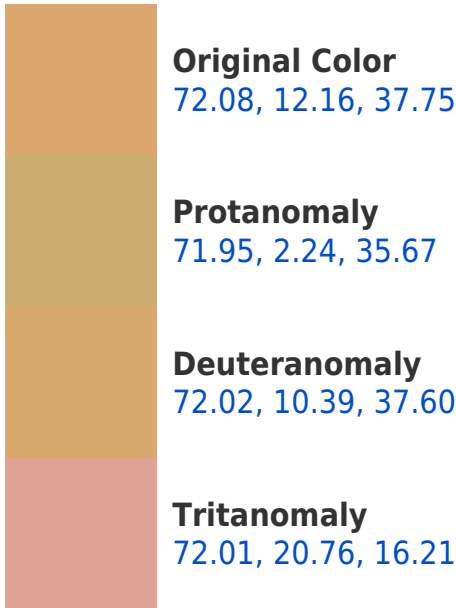 Original Color
72.08, 12.16, 37.75
Protanomaly
71.95, 2.24, 35.67
Deuteranomaly
72.02, 10.39, 37.60
Tritanomaly
72.01, 20.76, 16.21